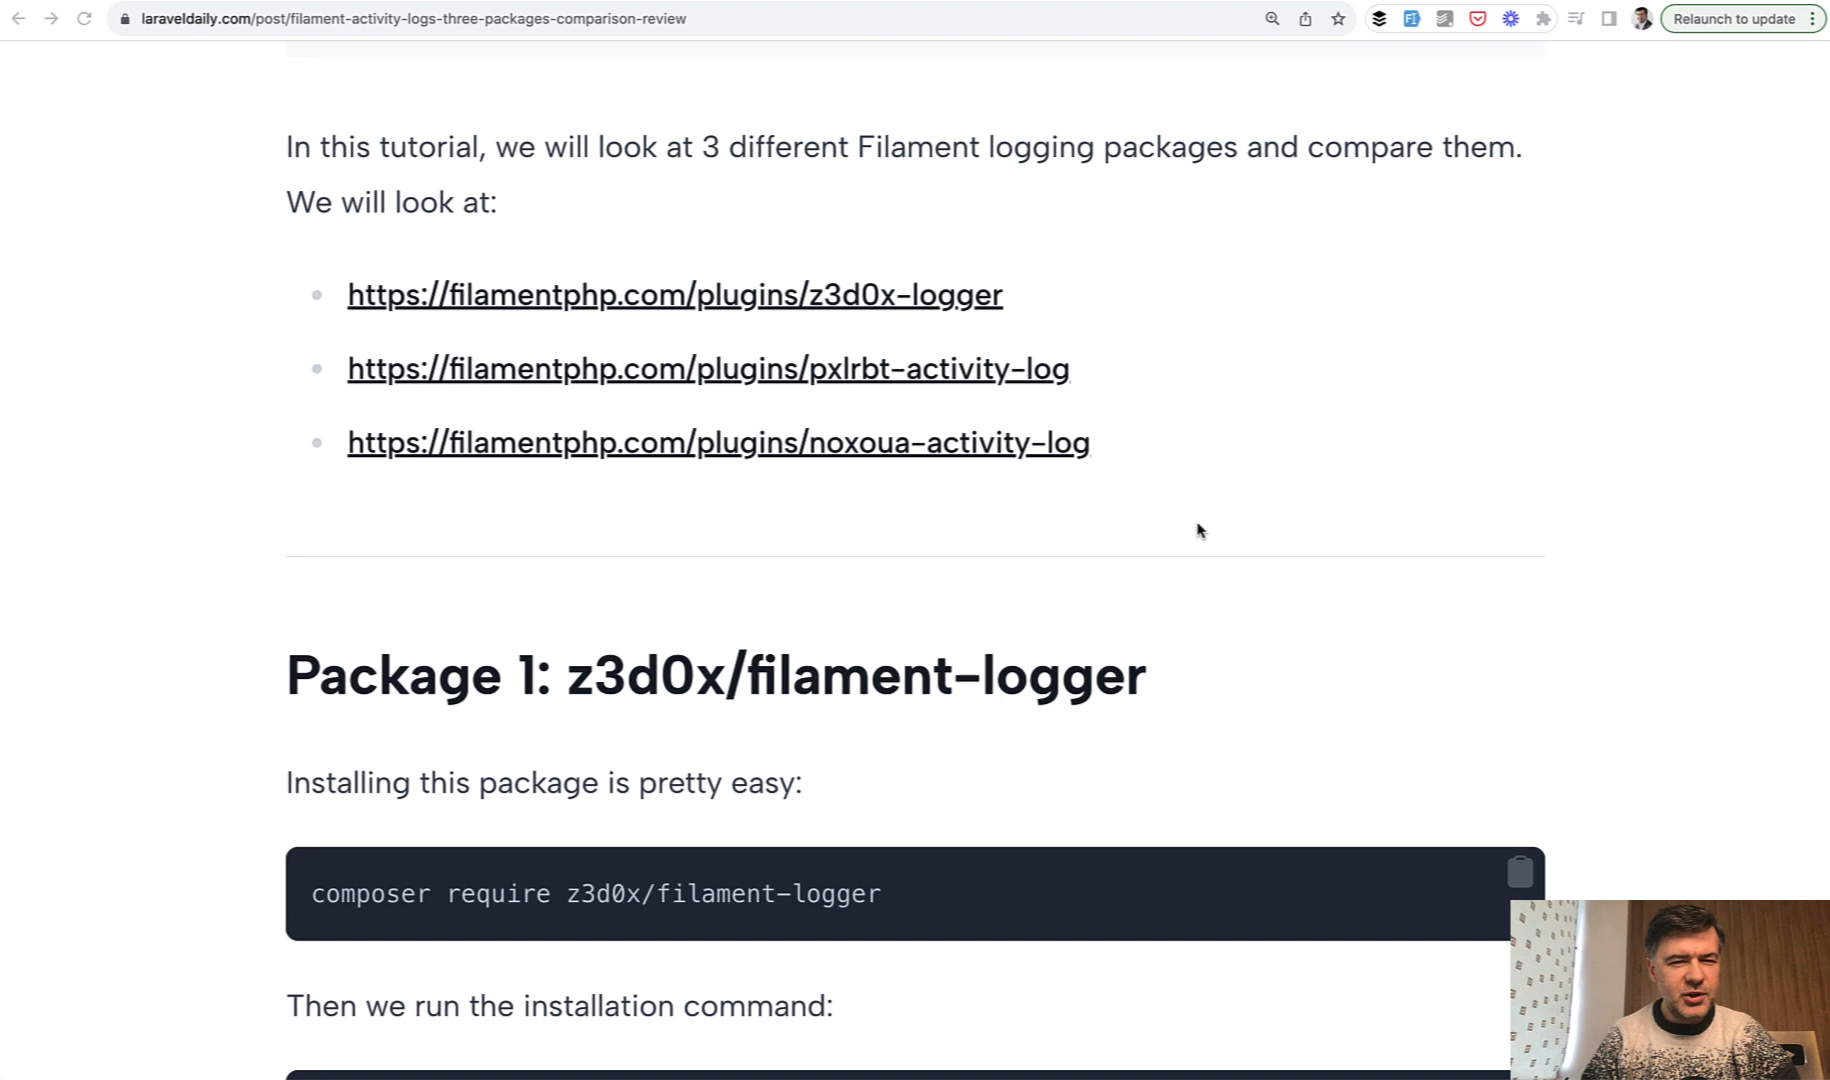 laraveldaily.com/post/filament-activity-logs-three-packages-comparison-review
Relaunch to update
In this tutorial, we will look at 3 different Filament logging packages and compare them.
We will look at:
https://filamentphp.com/plugins/z3d0x-logger
https://filamentphp.com/plugins/pxlrbt-activity-log
https://filamentphp.com/plugins/noxoua-activity-log
Package 1: z3d0x/filament-logger
Installing this package is pretty easy:
composer require z3d0x/filament-logger
Then we run the installation command: